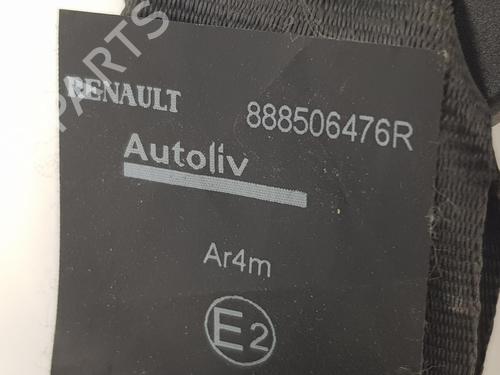 RENAULT 888506476R
Autoliv
Ar4m
E2
PARTS